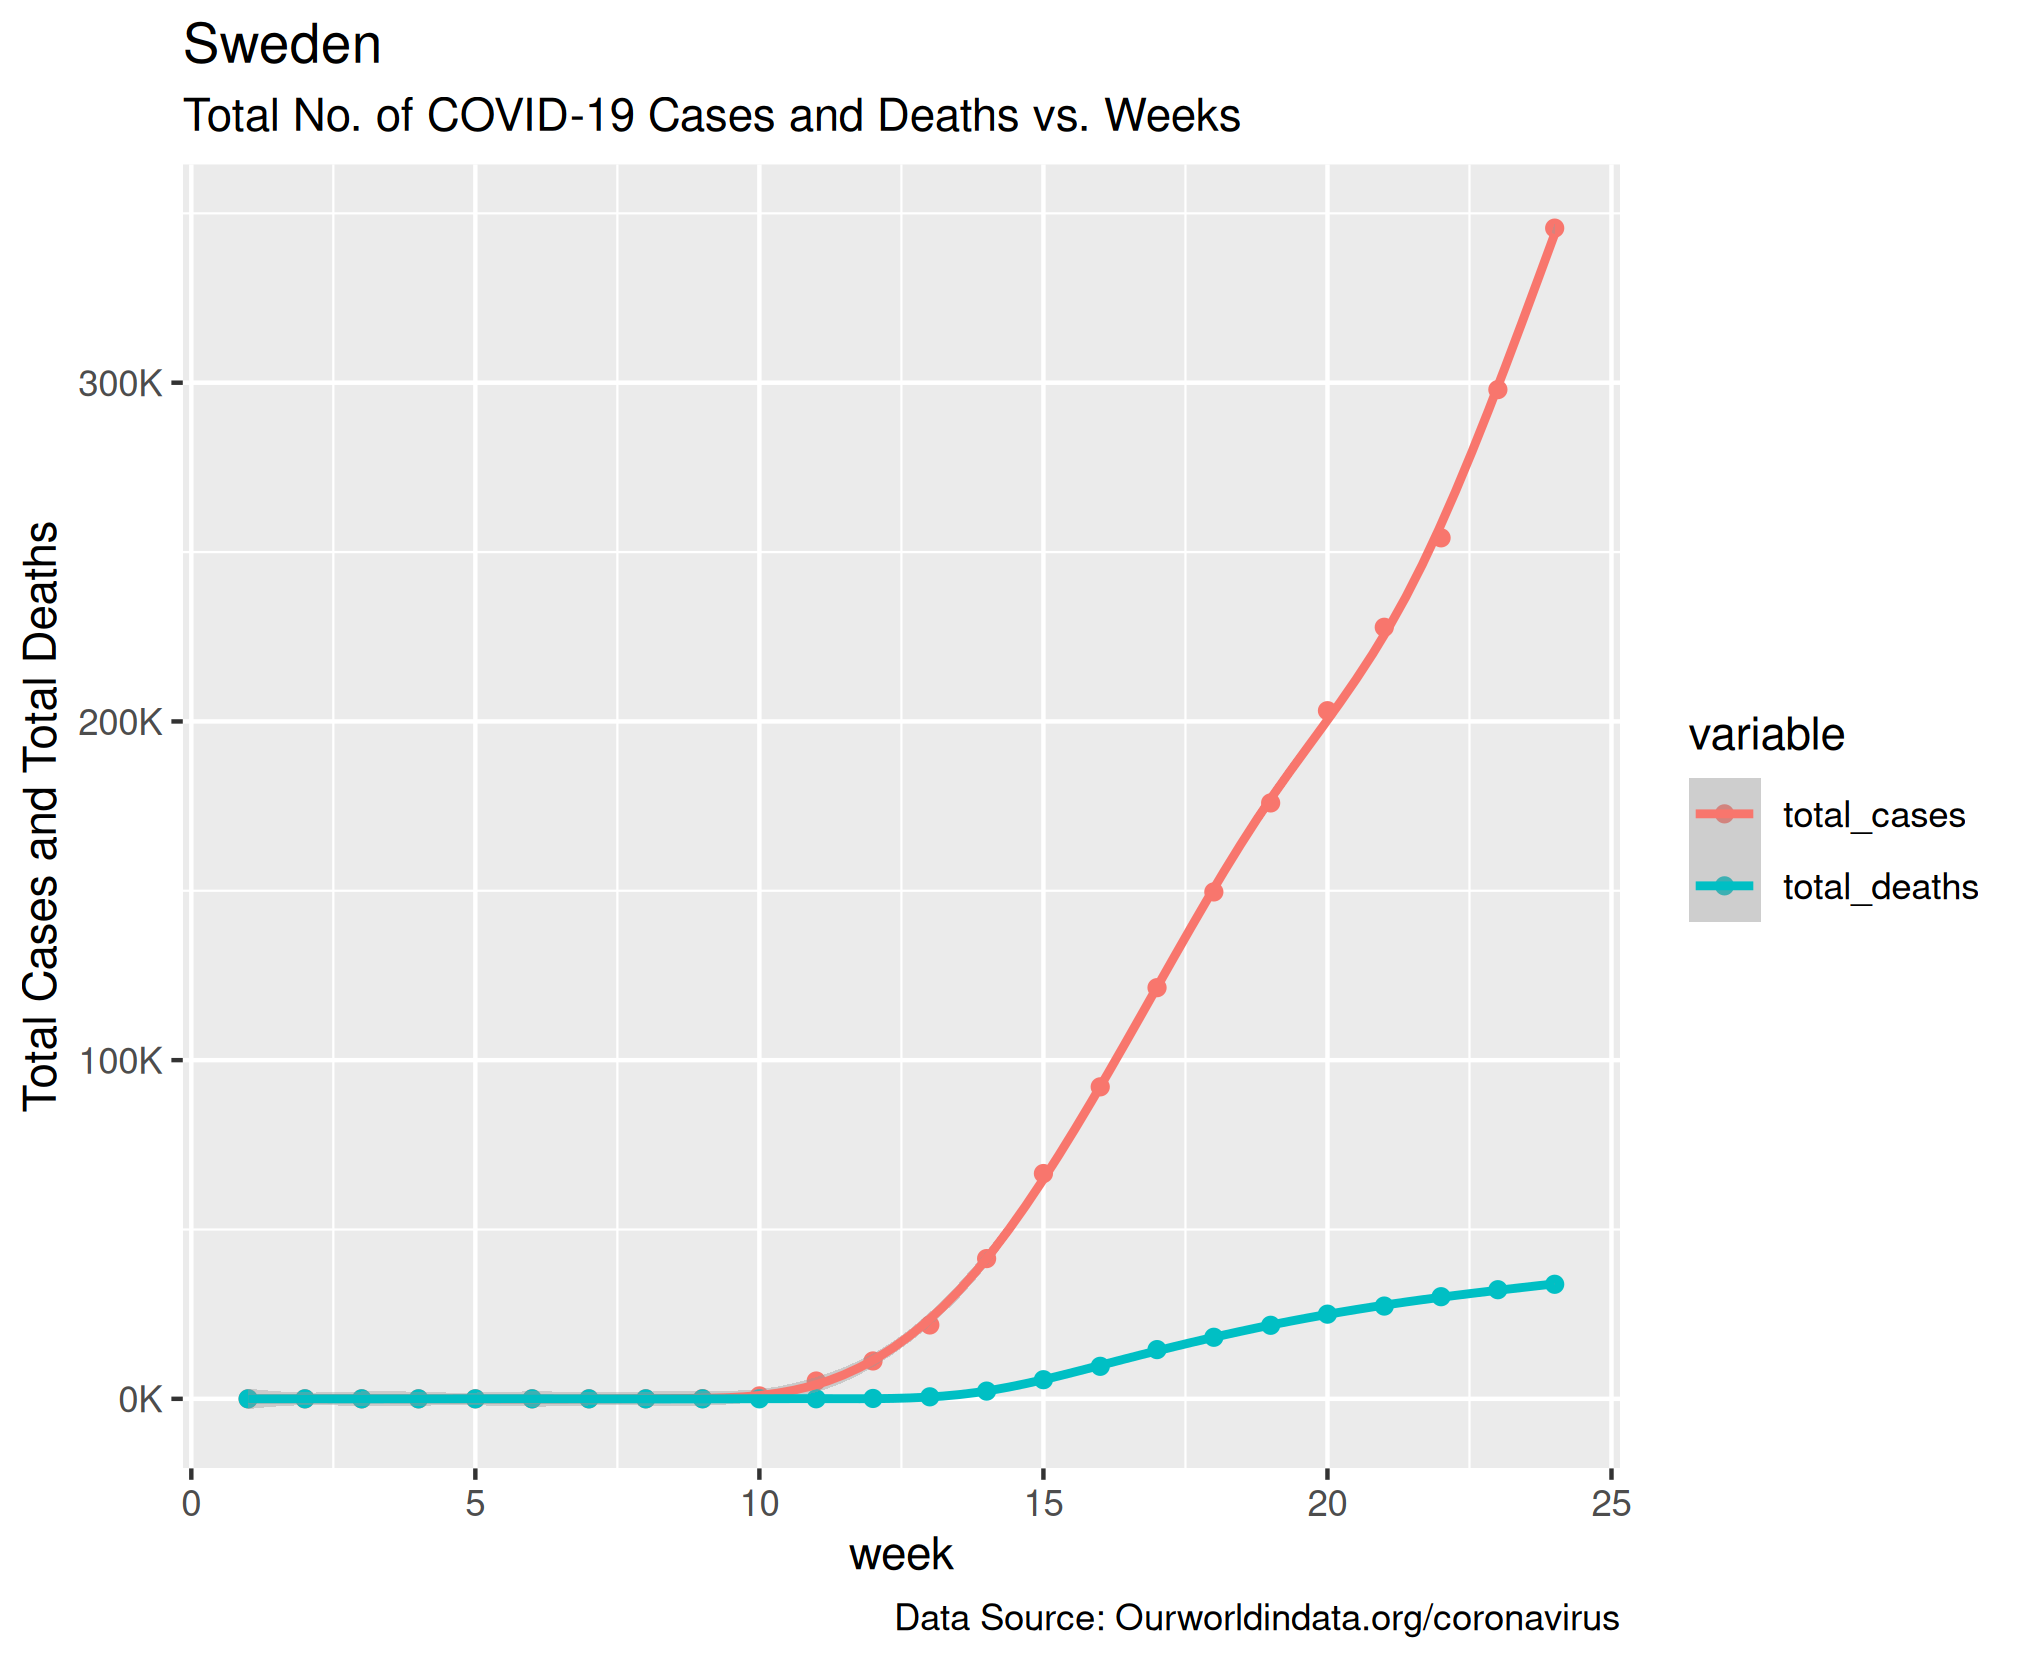 Sweden
Total No. of COVID-19 Cases and Deaths vs. Weeks
Total Cases and Total Deaths
300K
200K
100K
0K
0 5 10 15 20 25
week
variable
total_cases
total_deaths
Data Source: Ourworldindata.org/coronavirus